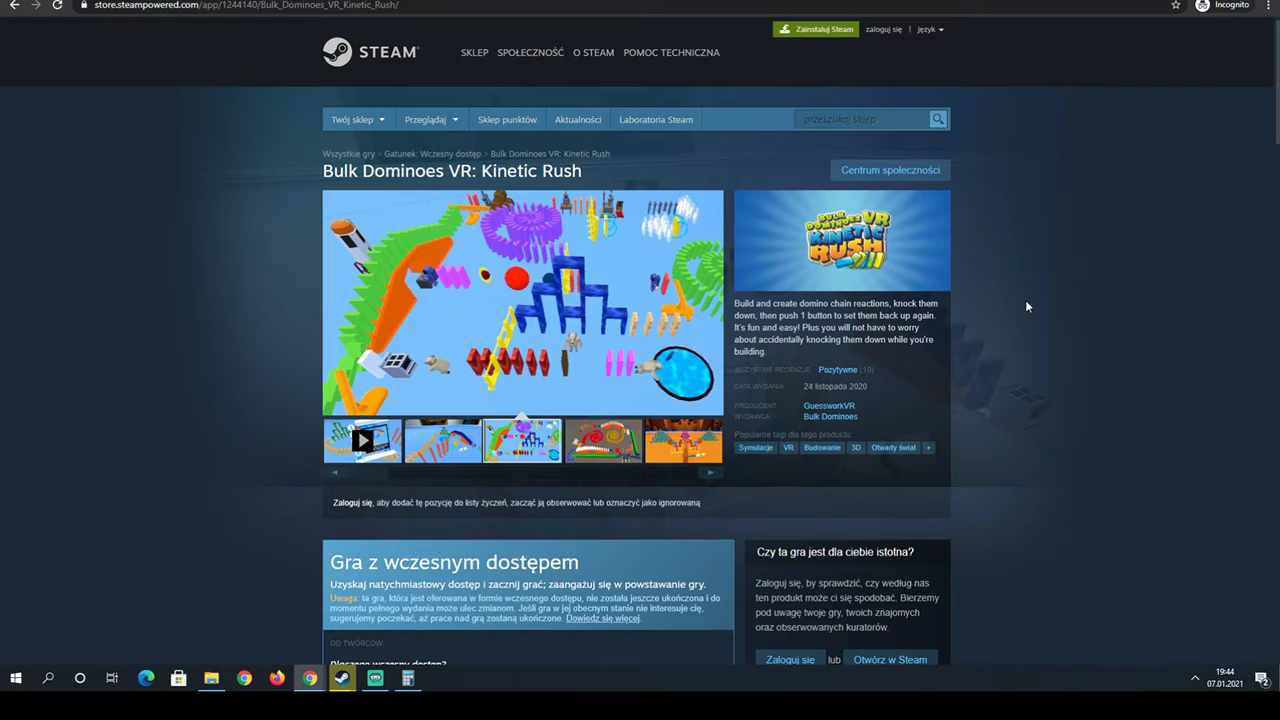 store.steampowered.com/app/1244140/Bulk_Dominoes_VR_Kinetic_Rush/
Incognito
Zainstaluj Steam
zaloguj się | język
STEAM®
SKLEP SPOŁECZNOŚĆ O STEAM POMOC TECHNICZNA
Twój sklep Przeglądaj Sklep punktów Aktualności Laboratoria Steam
przeszukaj sklep
Wszystkie gry > Gatunek: Wczesny dostęp > Bulk Dominoes VR: Kinetic Rush
Bulk Dominoes VR: Kinetic Rush
Centrum społeczności
BULK
DOMINOES VR
KINETIC
RUSH
Build and create domino chain reactions, knock them
down, then push 1 button to set them back up again.
It's fun and easy! Plus you will not have to worry
about accidentally knocking them down while you're
building.
WSZYSTKIE RECENZJE: Pozytywne (10)
DATA WYDANIA: 24 listopada 2020
PRODUCENT: GuessworkVR
WYDAWCA: Bulk Dominoes
Popularne tagi dla tego produktu:
Symulacje VR Budowanie 3D Otwarty świat +
Zaloguj się, aby dodać tę pozycję do listy życzeń, zacząć ją obserwować lub oznaczyć jako ignorowaną
Gra z wczesnym dostępem
Uzyskaj natychmiastowy dostęp i zacznij grać; zaangażuj się w powstawanie gry.
Uwaga: ta gra, która jest oferowana w formie wczesnego dostępu, nie została jeszcze ukończona i do
momentu pełnego wydania może ulec zmianom. Jeśli gra w jej obecnym stanie nie interesuje cię,
sugerujemy poczekać, aż prace nad grą zostaną ukończone. Dowiedz się więcej.
OD TWÓRCÓW:
Dlaczego wczesny dostęp?
Czy ta gra jest dla ciebie istotna?
Zaloguj się, by sprawdzić, czy według nas
ten produkt może ci się spodobać. Bierzemy
pod uwagę twoje gry, twoich znajomych
oraz obserwowanych kuratorów.
Zaloguj się lub Otwórz w Steam
19:44
07.01.2021
2